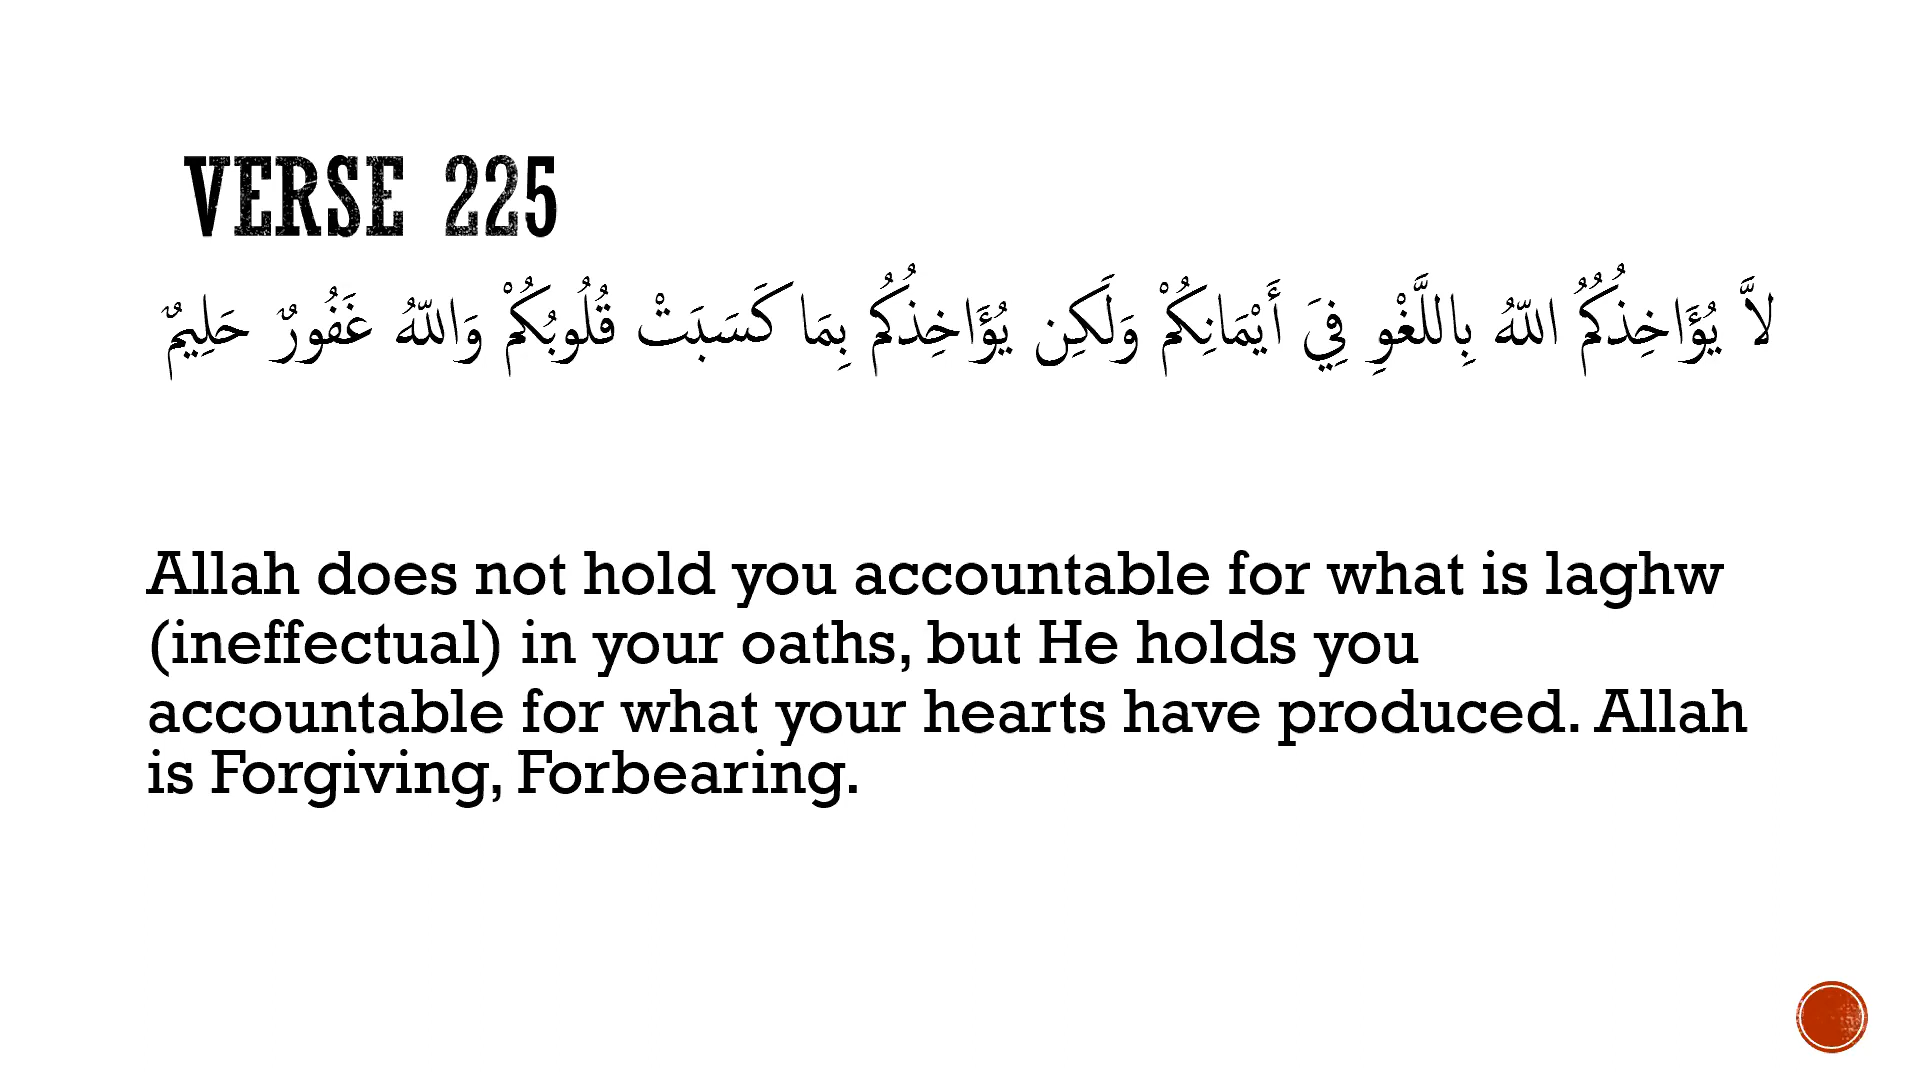 VERSE 225
لاَّ يُؤَاخِذُكُمُ اللّهُ بِاللَّغْوِ فِيَ أَيْمَانِكُمْ وَلَكِن يُؤَاخِذُكُم بِمَا كَسَبَتْ قُلُوبُكُمْ وَاللّهُ غَفُورٌ حَلِيمٌ
Allah does not hold you accountable for what is laghw
(ineffectual) in your oaths, but He holds you
accountable for what your hearts have produced. Allah
is Forgiving, Forbearing.